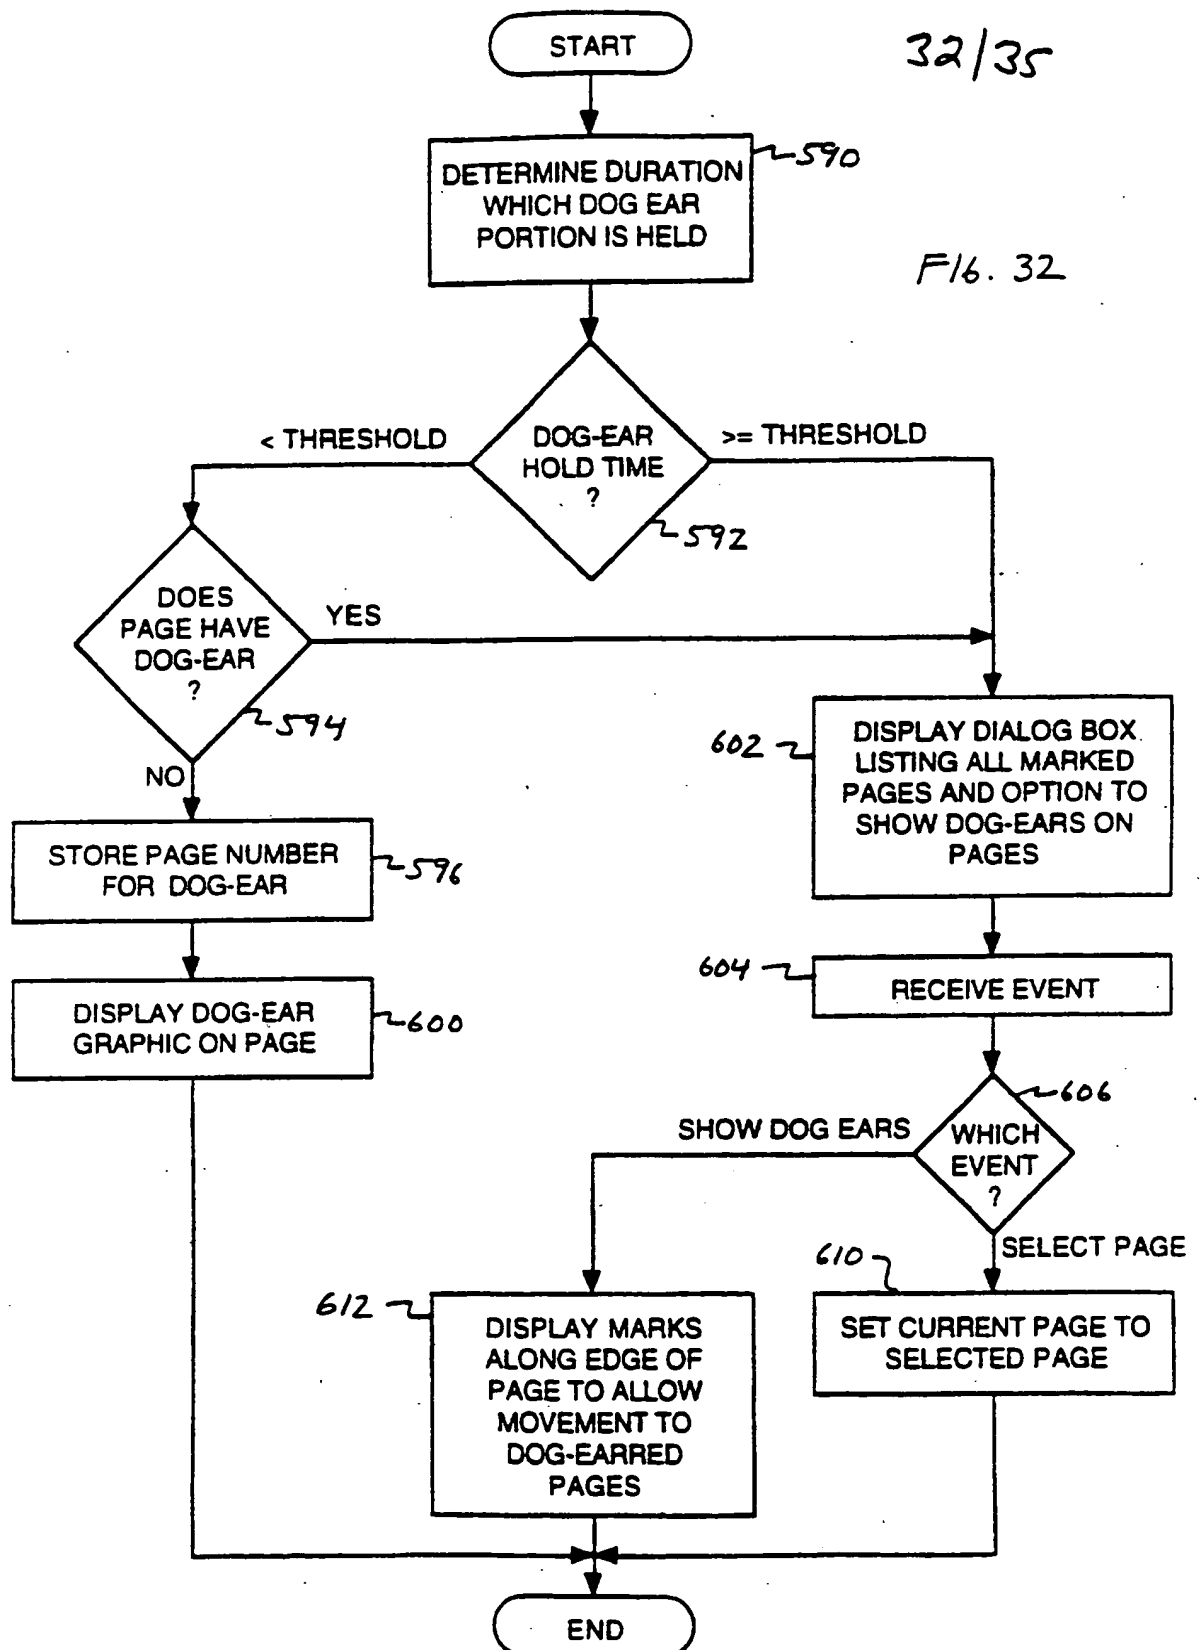 START
32/35
590
DETERMINE DURATION
WHICH DOG EAR
PORTION IS HELD
FIG. 32
< THRESHOLD
DOG-EAR
HOLD TIME
?
>= THRESHOLD
592
DOES
PAGE HAVE
DOG-EAR
?
YES
594
NO
602
DISPLAY DIALOG BOX
LISTING ALL MARKED
PAGES AND OPTION TO
SHOW DOG-EARS ON
PAGES
STORE PAGE NUMBER
FOR DOG-EAR
596
604
RECEIVE EVENT
DISPLAY DOG-EAR
GRAPHIC ON PAGE
600
606
SHOW DOG EARS
WHICH
EVENT
?
SELECT PAGE
610
612
DISPLAY MARKS
ALONG EDGE OF
PAGE TO ALLOW
MOVEMENT TO
DOG-EARRED
PAGES
SET CURRENT PAGE TO
SELECTED PAGE
END